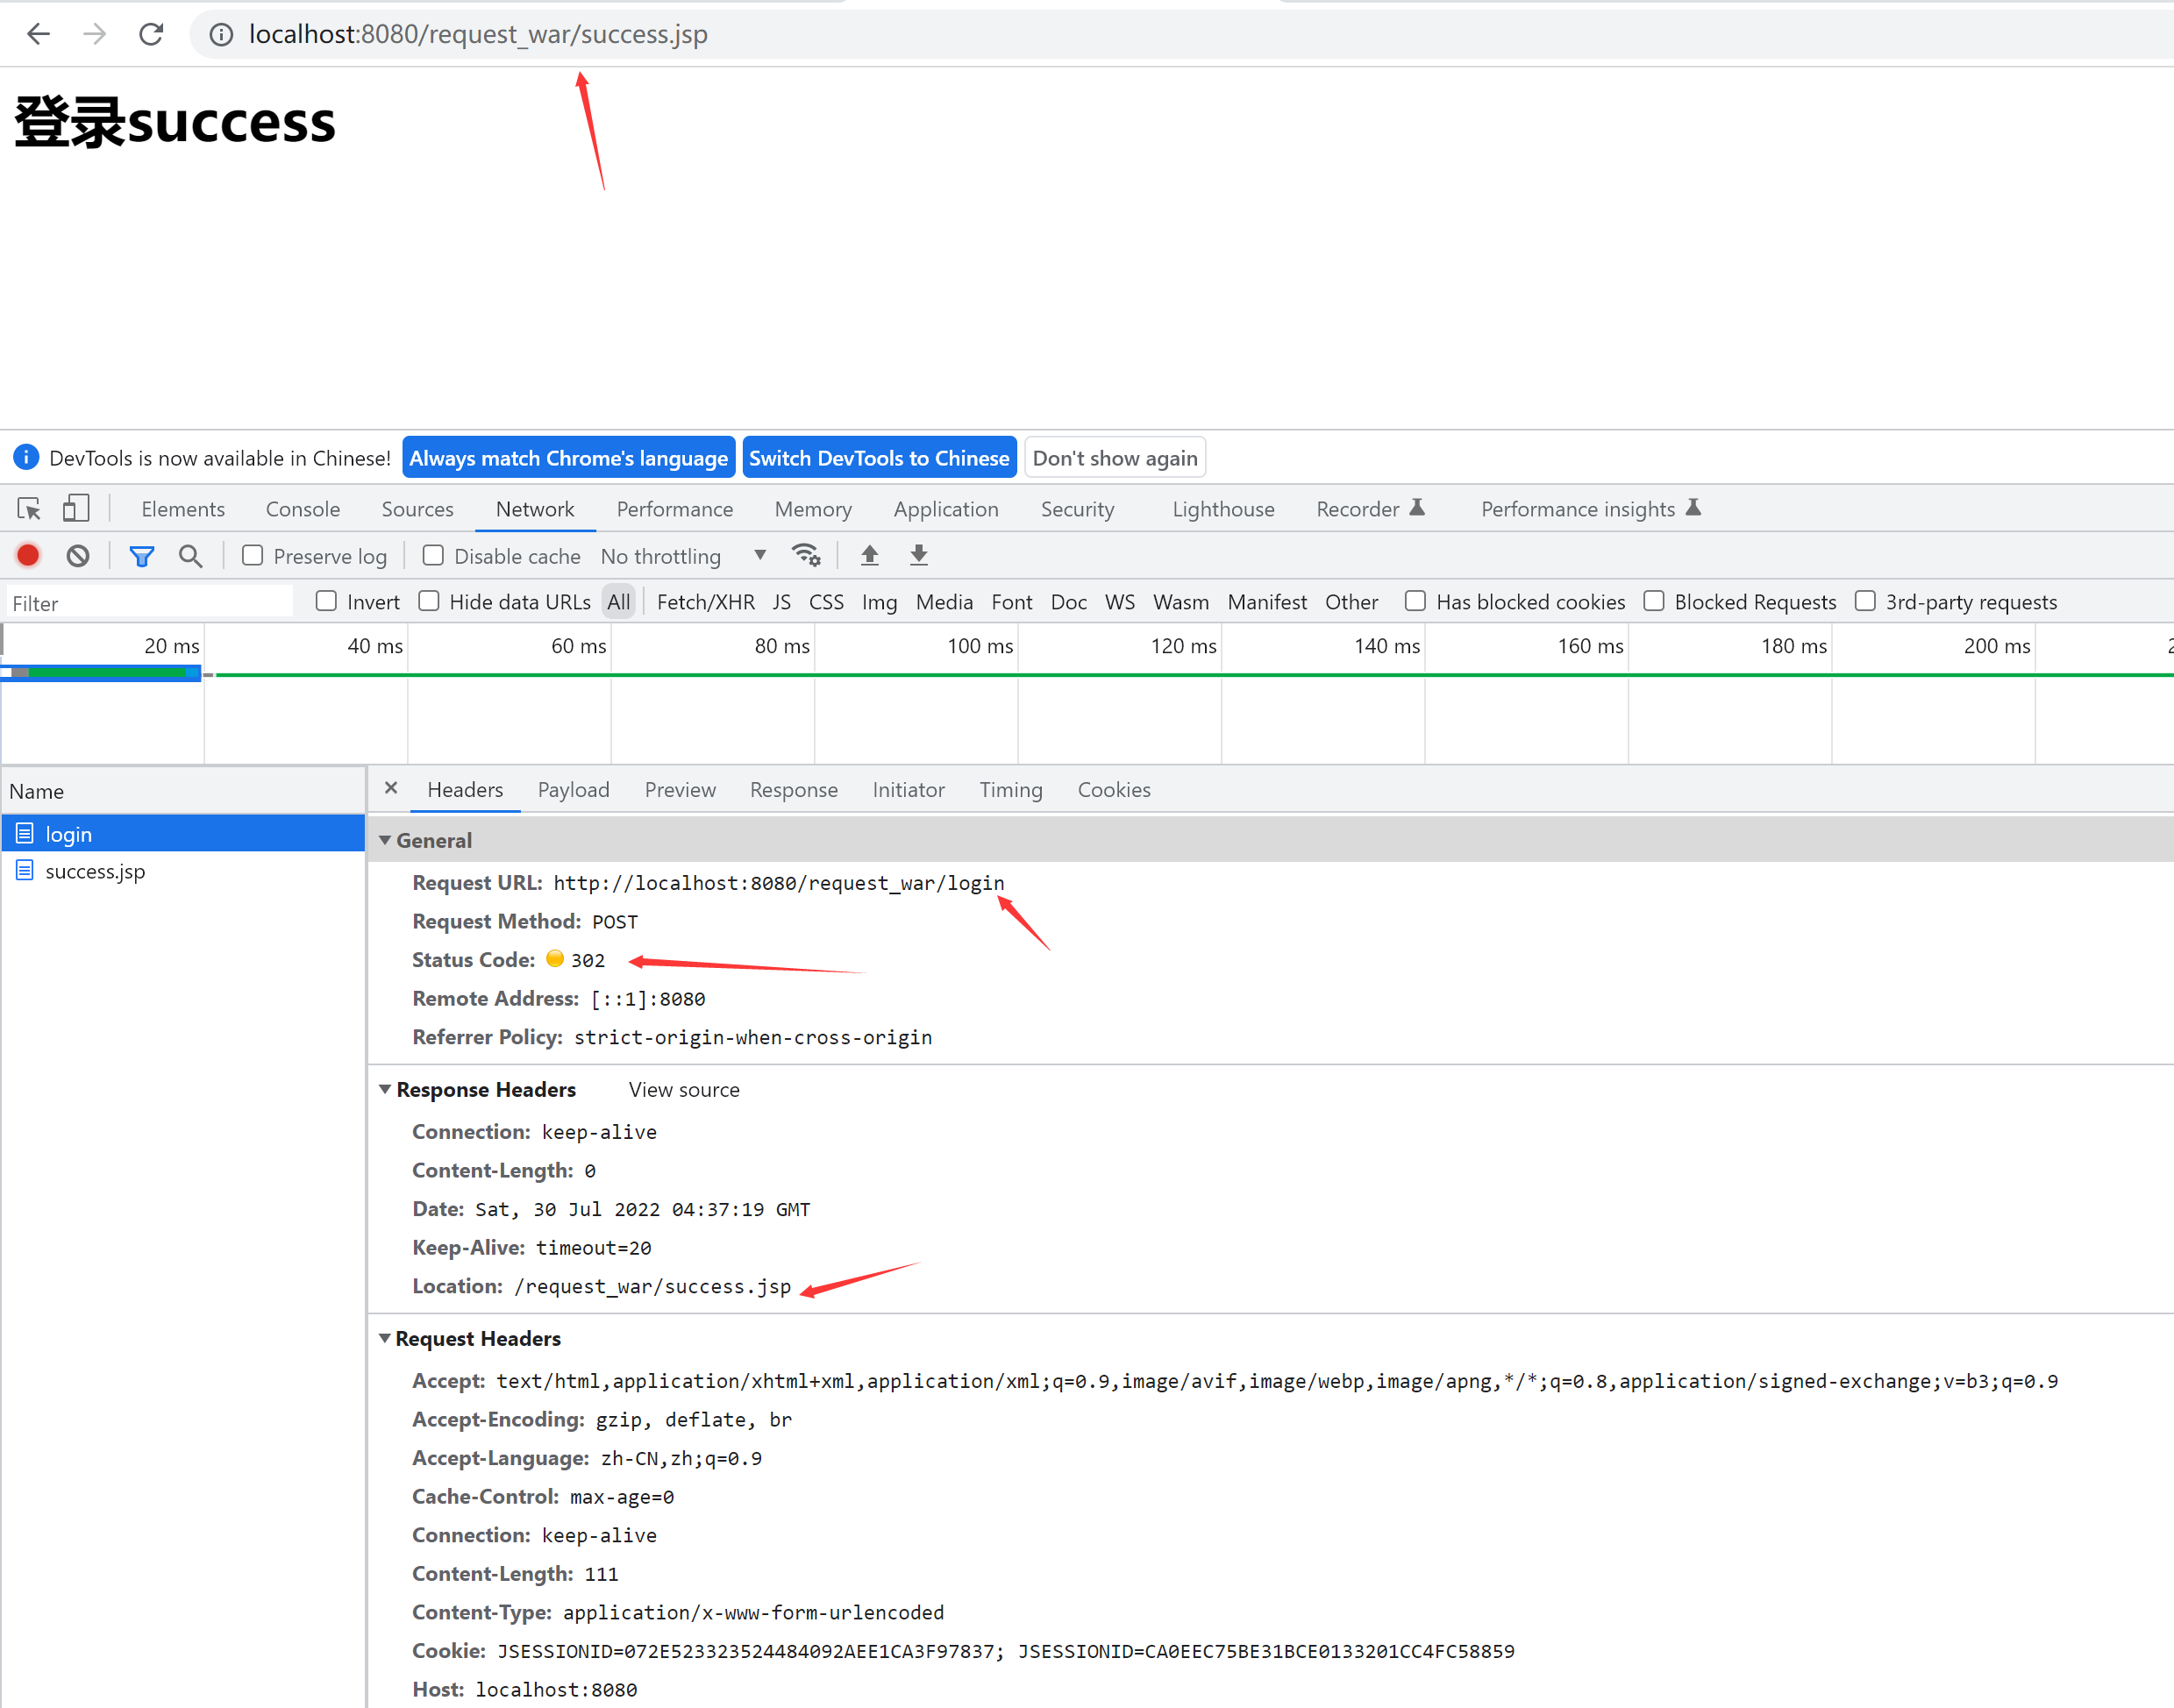 localhost:8080/request_war/success.jsp
登录success
DevTools is now available in Chinese! Always match Chrome's language Switch DevTools to Chinese Don't show again
Elements Console Sources Network Performance Memory Application Security Lighthouse Recorder Performance insights
Preserve log Disable cache No throttling
Filter Invert Hide data URLs All Fetch/XHR JS CSS Img Media Font Doc WS Wasm Manifest Other Has blocked cookies Blocked Requests 3rd-party requests
20 ms 40 ms 60 ms 80 ms 100 ms 120 ms 140 ms 160 ms 180 ms 200 ms
Name
login
success.jsp
Headers Payload Preview Response Initiator Timing Cookies
General
Request URL: http://localhost:8080/request_war/login
Request Method: POST
Status Code: 302
Remote Address: [::1]:8080
Referrer Policy: strict-origin-when-cross-origin
Response Headers View source
Connection: keep-alive
Content-Length: 0
Date: Sat, 30 Jul 2022 04:37:19 GMT
Keep-Alive: timeout=20
Location: /request_war/success.jsp
Request Headers
Accept: text/html,application/xhtml+xml,application/xml;q=0.9,image/avif,image/webp,image/apng,*/*;q=0.8,application/signed-exchange;v=b3;q=0.9
Accept-Encoding: gzip, deflate, br
Accept-Language: zh-CN,zh;q=0.9
Cache-Control: max-age=0
Connection: keep-alive
Content-Length: 111
Content-Type: application/x-www-form-urlencoded
Cookie: JSESSIONID=072E523323524484092AEE1CA3F97837; JSESSIONID=CA0EEC75BE31BCE0133201CC4FC58859
Host: localhost:8080